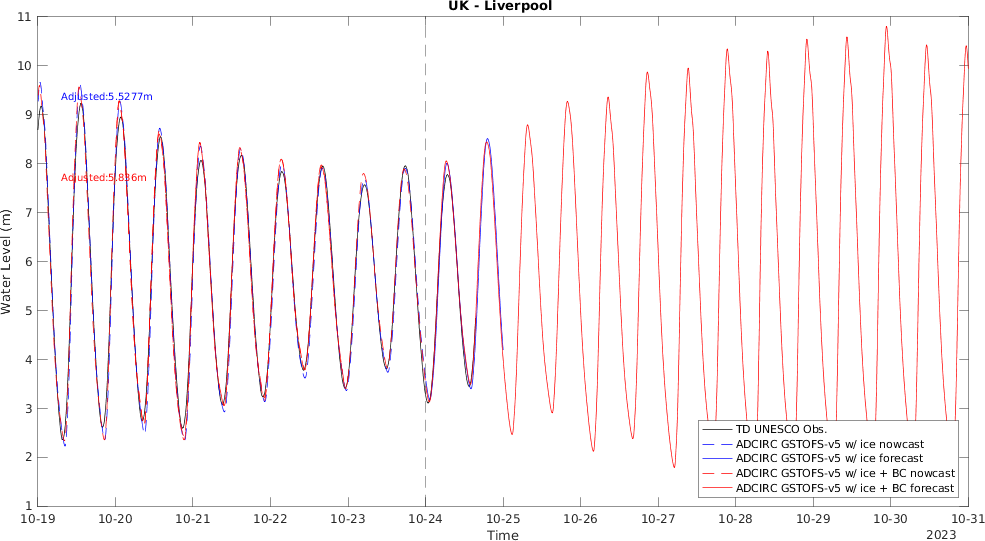 UK - Liverpool
11
10
9
8
7
6
5
4
3
2
1
Water Level (m)
Adjusted:5.5277m
Adjusted:5.836m
TD UNESCO Obs.
ADCIRC GSTOFS-v5 w/ ice nowcast
ADCIRC GSTOFS-v5 w/ ice forecast
ADCIRC GSTOFS-v5 w/ ice + BC nowcast
ADCIRC GSTOFS-v5 w/ ice + BC forecast
10-19 10-20 10-21 10-22 10-23 10-24 10-25 10-26 10-27 10-28 10-29 10-30 10-31
Time
2023